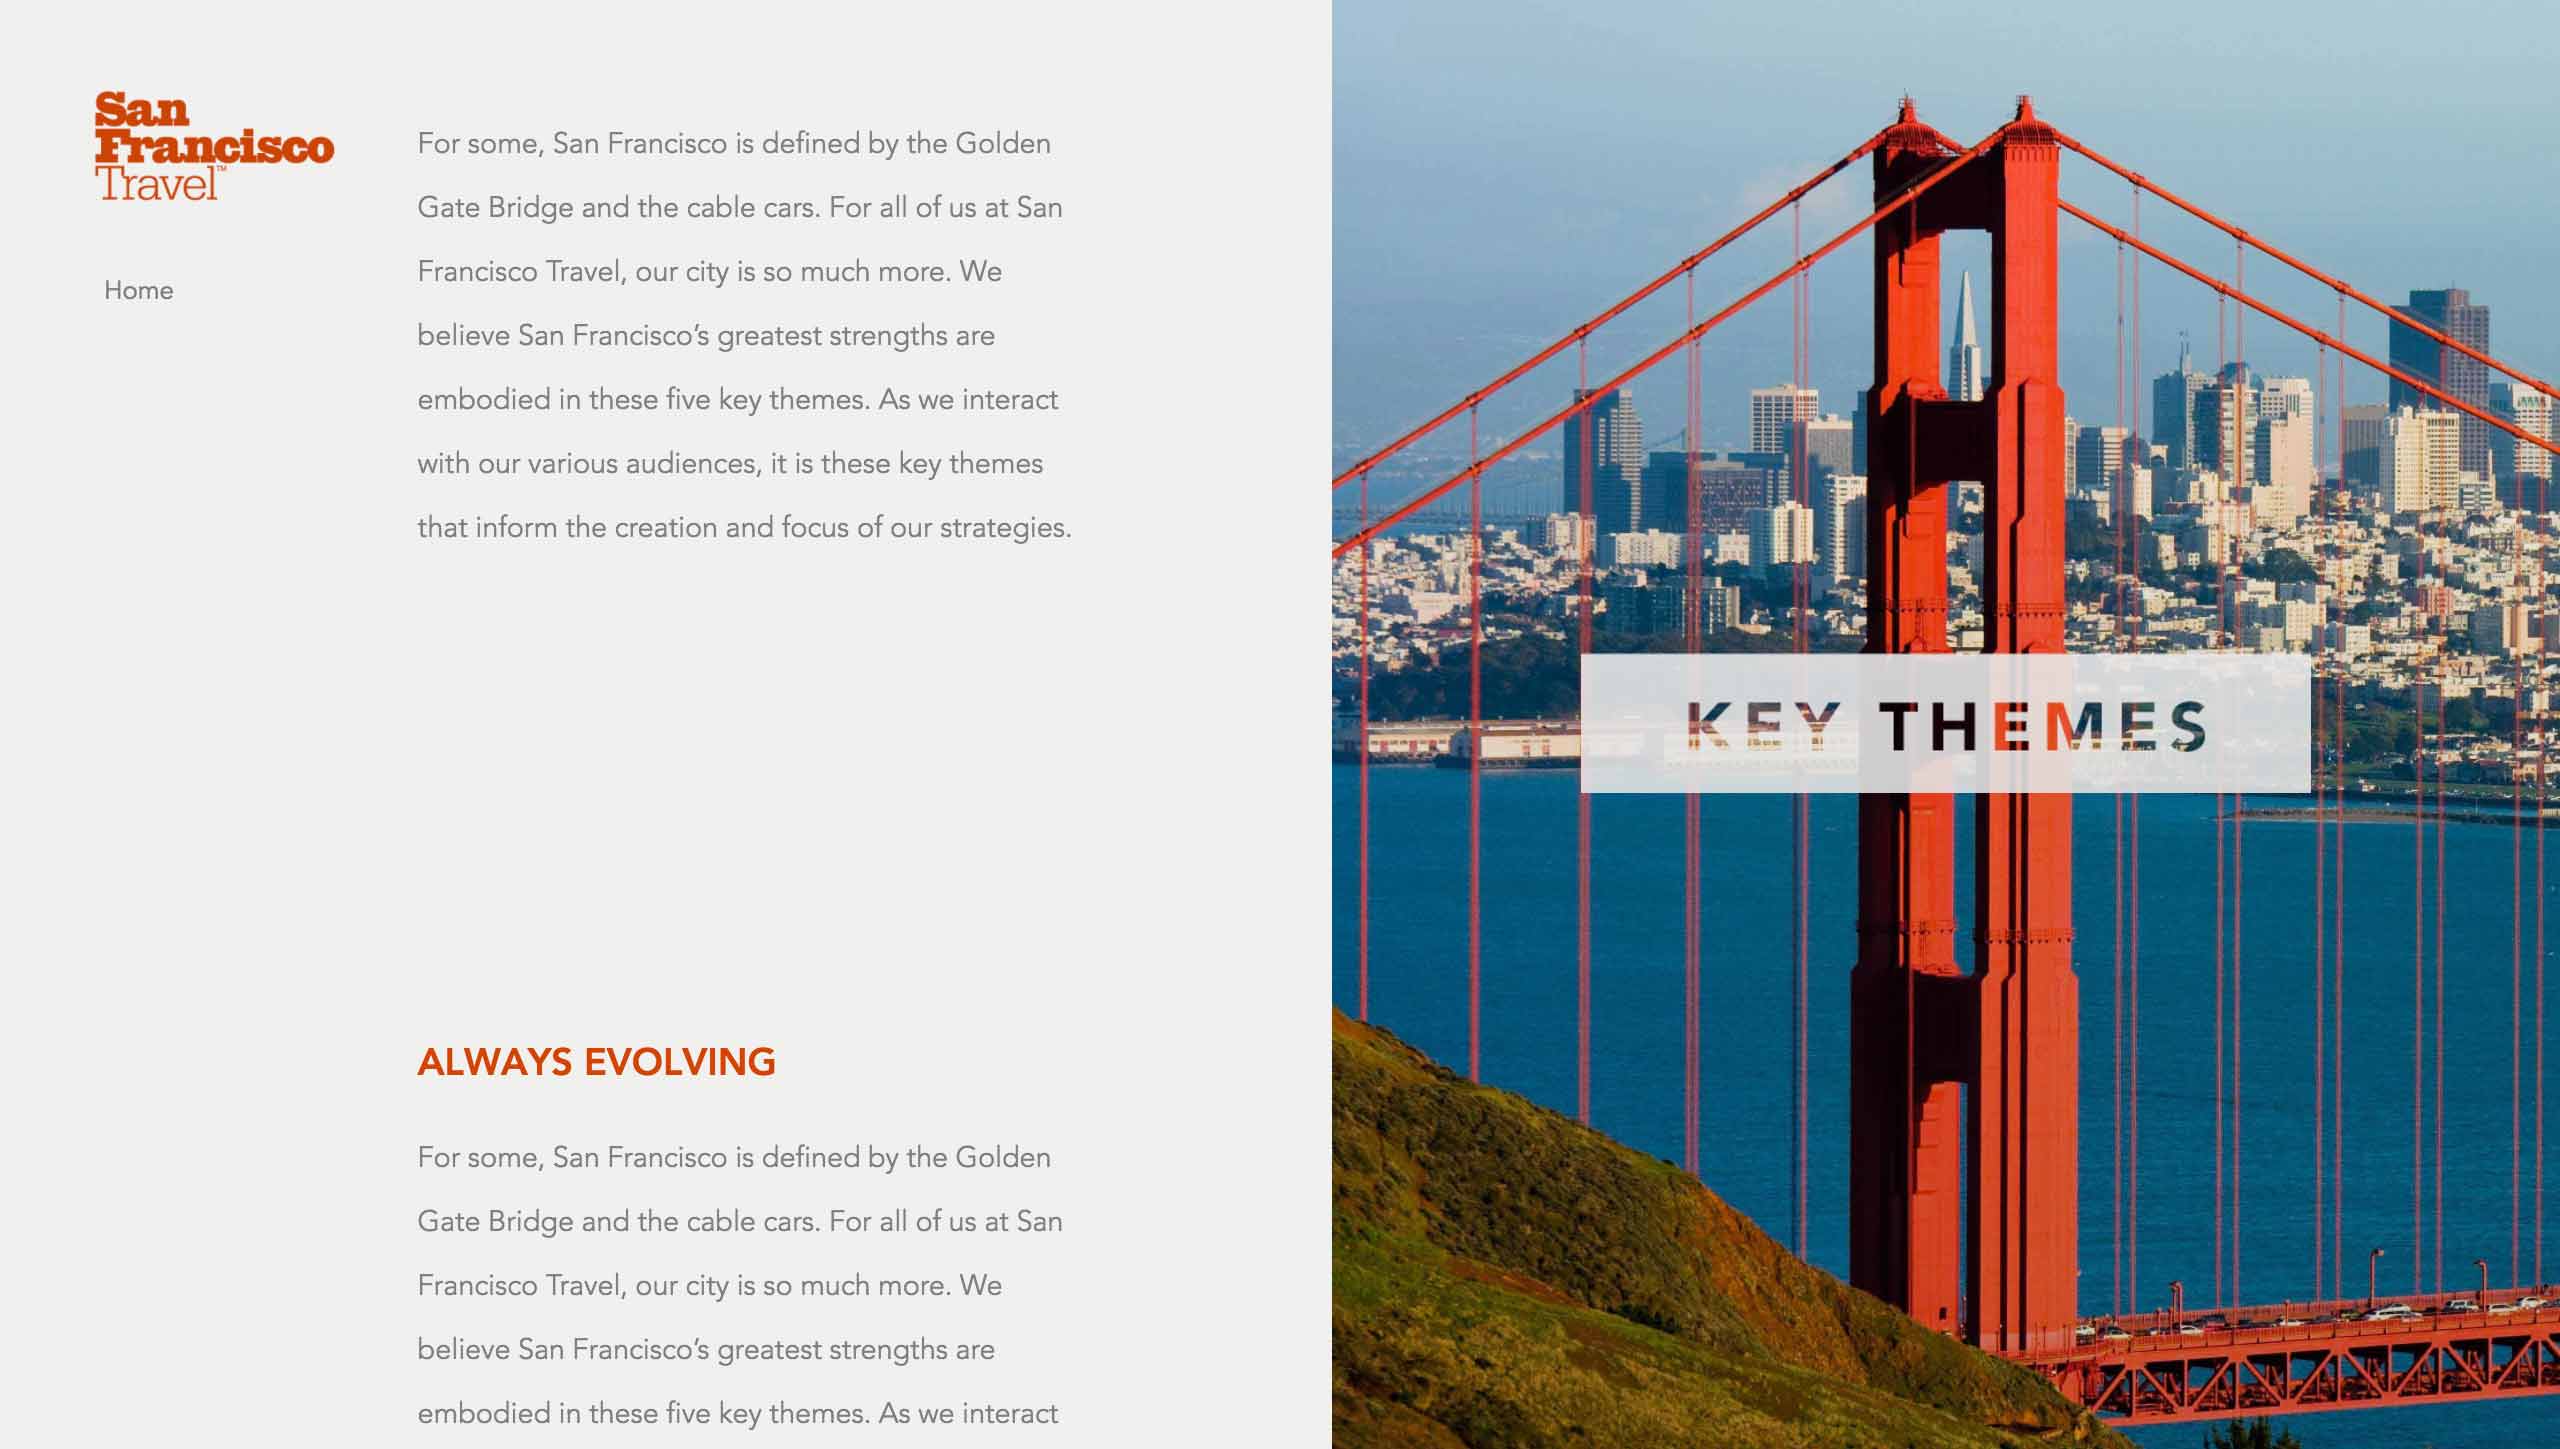 San
Francisco
Travel™
Home
For some, San Francisco is defined by the Golden
Gate Bridge and the cable cars. For all of us at San
Francisco Travel, our city is so much more. We
believe San Francisco’s greatest strengths are
embodied in these five key themes. As we interact
with our various audiences, it is these key themes
that inform the creation and focus of our strategies.
ALWAYS EVOLVING
For some, San Francisco is defined by the Golden
Gate Bridge and the cable cars. For all of us at San
Francisco Travel, our city is so much more. We
believe San Francisco’s greatest strengths are
embodied in these five key themes. As we interact
KEY THEMES